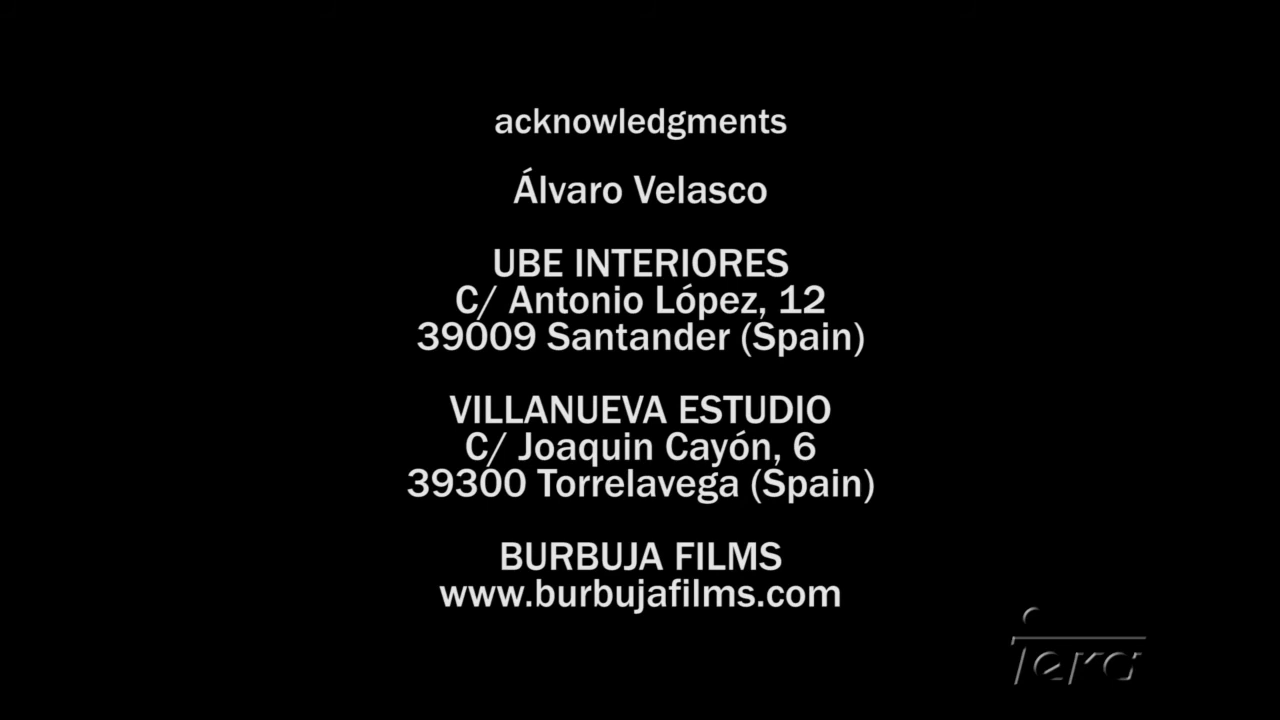 acknowledgments
Álvaro Velasco
UBE INTERIORES
C/ Antonio López, 12
39009 Santander (Spain)
VILLANUEVA ESTUDIO
C/ Joaquin Cayón, 6
39300 Torrelavega (Spain)
BURBUJA FILMS
www.burbujafilms.com